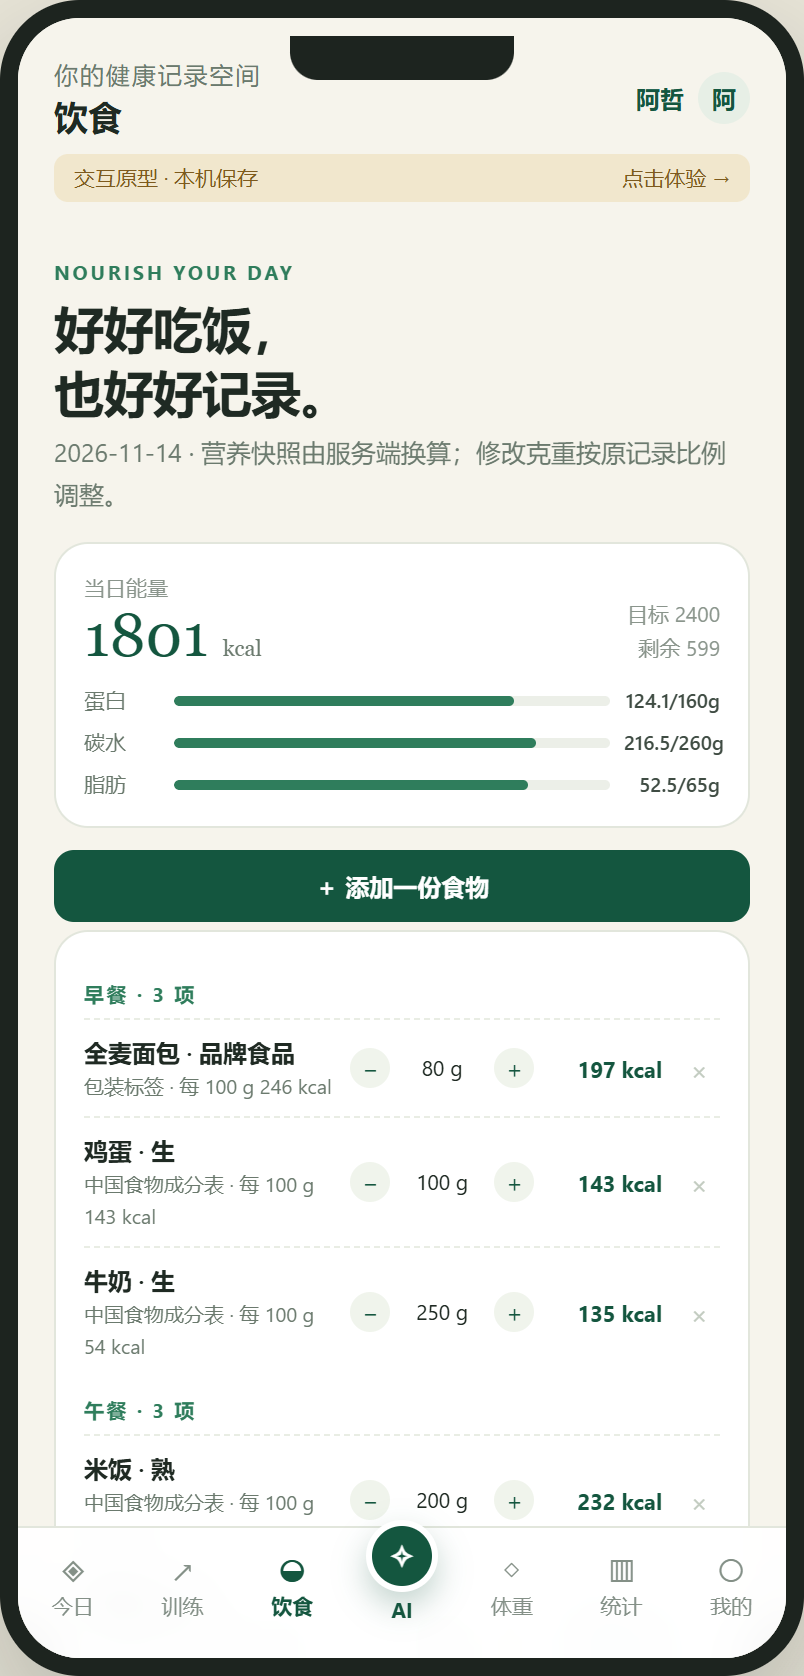 你的健康记录空间
饮食
阿哲 阿
交互原型 · 本机保存 点击体验 →
NOURISH YOUR DAY
好好吃饭，
也好好记录。
2026-11-14 · 营养快照由服务端换算；修改克重按原记录比例
调整。
当日能量
1801 kcal
目标 2400
剩余 599
蛋白 124.1/160g
碳水 216.5/260g
脂肪 52.5/65g
+ 添加一份食物
早餐 · 3 项
全麦面包 · 品牌食品
包装标签 · 每 100 g 246 kcal
− 80 g + 197 kcal ×
鸡蛋 · 生
中国食物成分表 · 每 100 g
143 kcal
− 100 g + 143 kcal ×
牛奶 · 生
中国食物成分表 · 每 100 g
54 kcal
− 250 g + 135 kcal ×
午餐 · 3 项
米饭 · 熟
中国食物成分表 · 每 100 g
− 200 g + 232 kcal ×
今日 训练 饮食 AI 体重 统计 我的